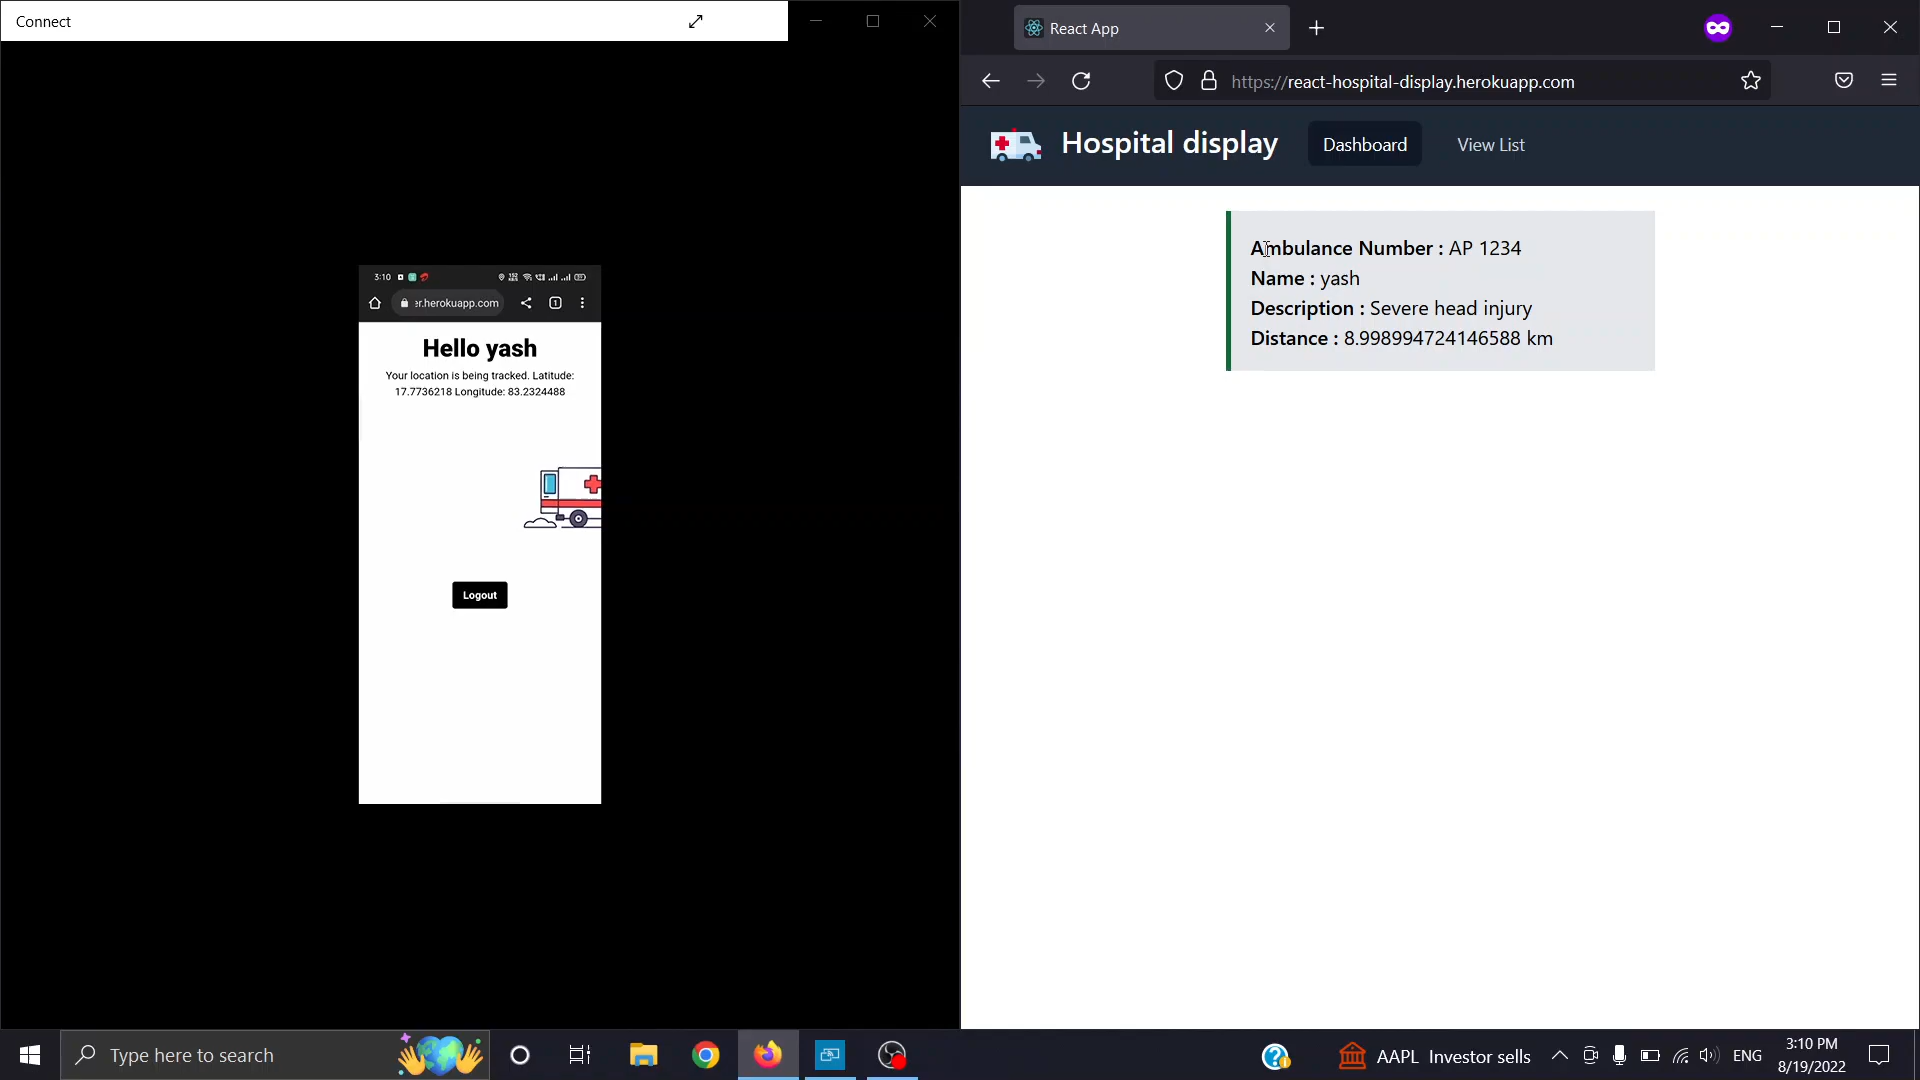 Connect
3:10
er.herokuapp.com
1
Hello yash
Your location is being tracked. Latitude:
17.7736218 Longitude: 83.2324488
Logout
React App
https://react-hospital-display.herokuapp.com
Hospital display
Dashboard
View List
Ambulance Number : AP 1234
Name : yash
Description : Severe head injury
Distance : 8.998994724146588 km
Type here to search
AAPL Investor sells
ENG
3:10 PM
8/19/2022